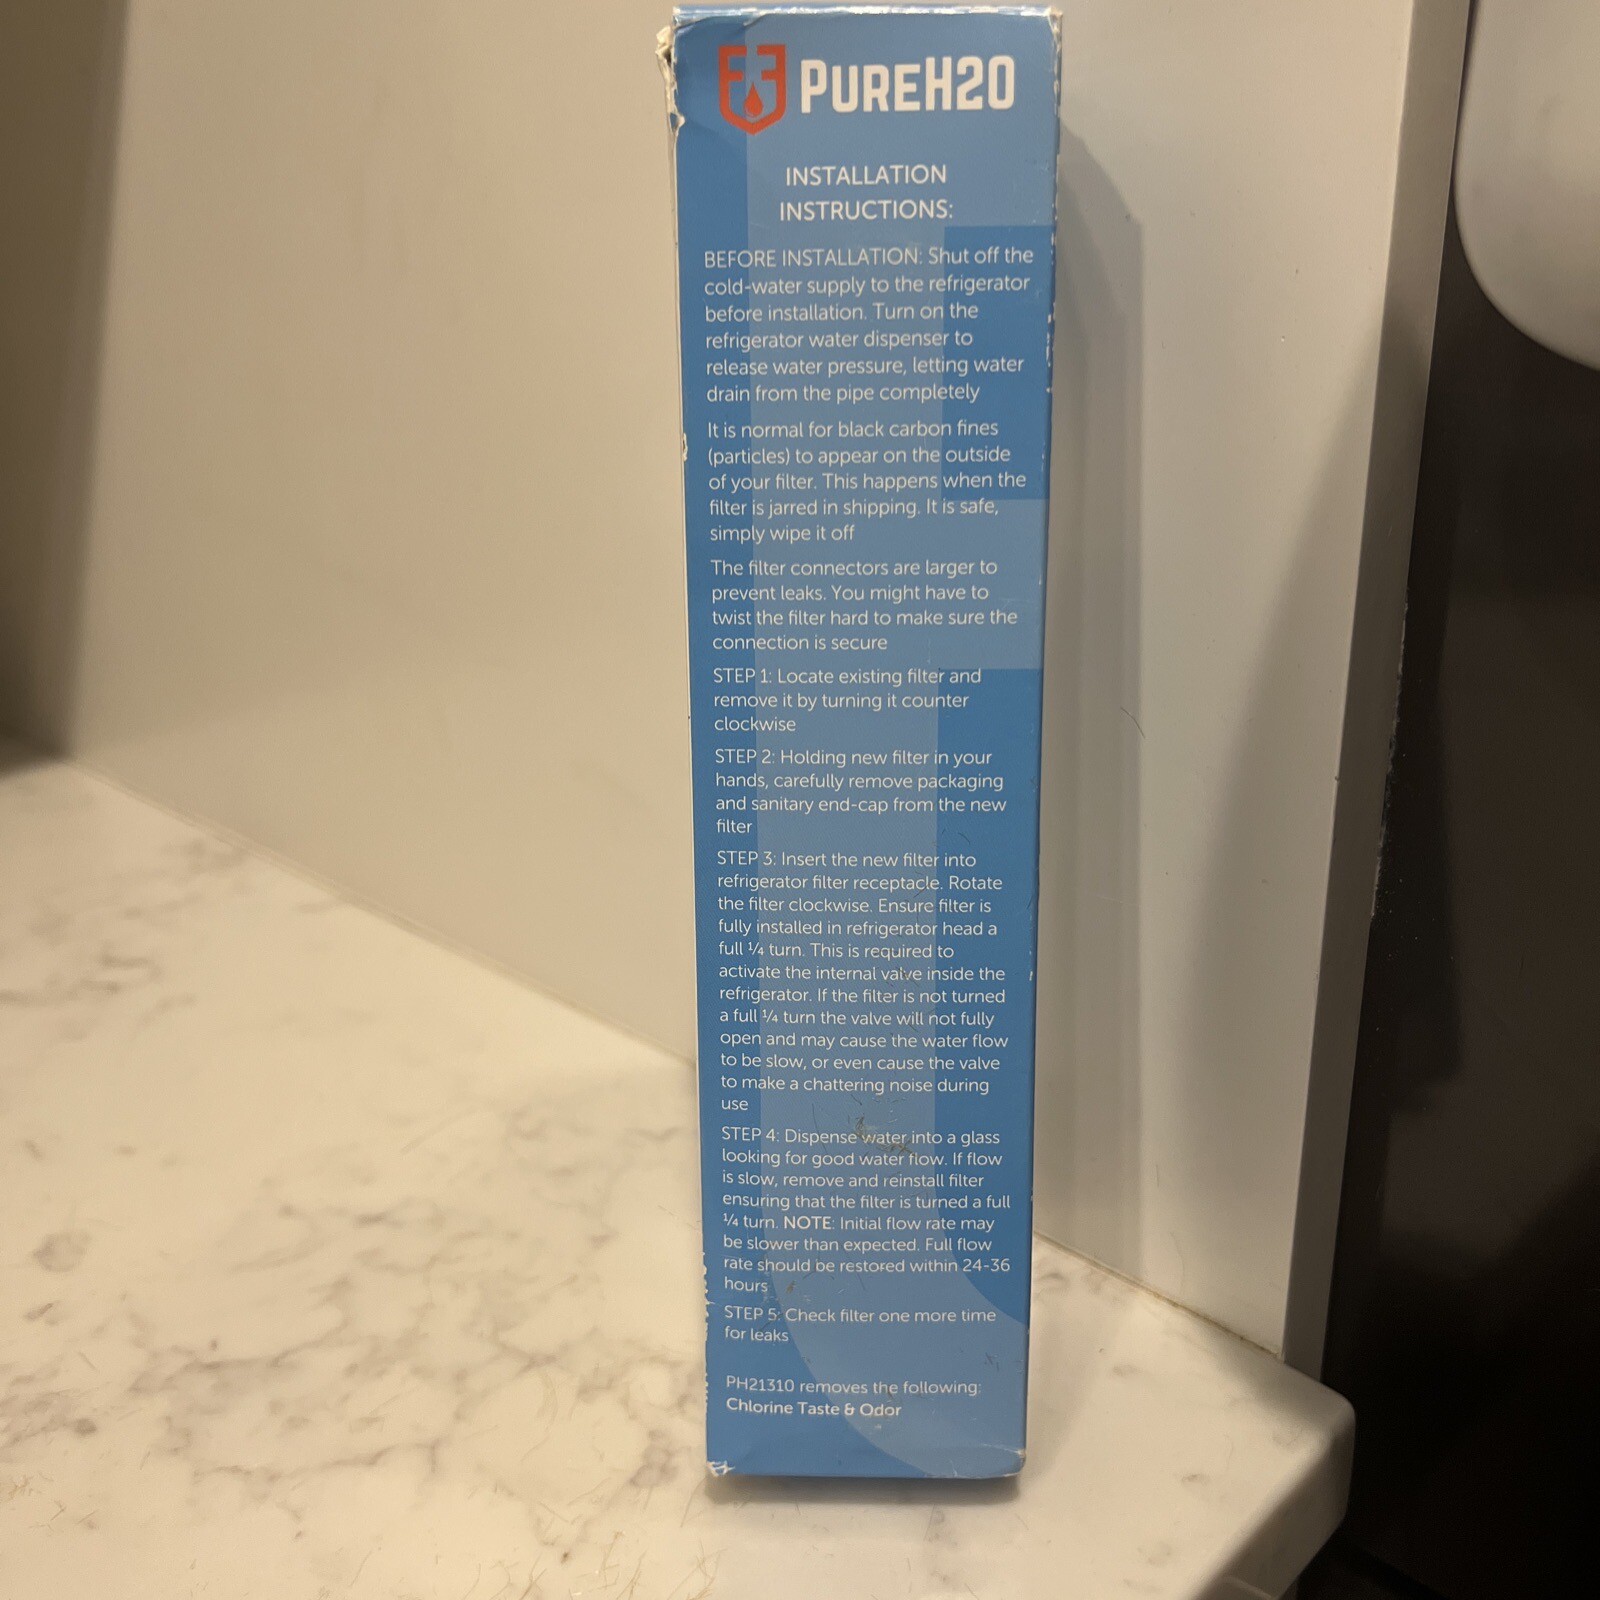 PUREH2O
INSTALLATION
INSTRUCTIONS:
BEFORE INSTALLATION: Shut off the
cold-water supply to the refrigerator
before installation. Turn on the
refrigerator water dispenser to
release water pressure, letting water
drain from the pipe completely
It is normal for black carbon fines
(particles) to appear on the outside
of your filter. This happens when the
filter is jarred in shipping. It is safe,
simply wipe it off
The filter connectors are larger to
prevent leaks. You might have to
twist the filter hard to make sure the
connection is secure
STEP 1: Locate existing filter and
remove it by turning it counter
clockwise
STEP 2: Holding new filter in your
hands, carefully remove packaging
and sanitary end-cap from the new
filter
STEP 3: Insert the new filter into
refrigerator filter receptacle. Rotate
the filter clockwise. Ensure filter is
fully installed in refrigerator head a
full ¼ turn. This is required to
activate the internal valve inside the
refrigerator. If the filter is not turned
a full ¼ turn the valve will not fully
open and may cause the water flow
to be slow, or even cause the valve
to make a chattering noise during
use
STEP 4: Dispense water into a glass
looking for good water flow. If flow
is slow, remove and reinstall filter
ensuring that the filter is turned a full
¼ turn. NOTE: Initial flow rate may
be slower than expected. Full flow
rate should be restored within 24-36
hours
STEP 5: Check filter one more time
for leaks
PH21310 removes the following:
Chlorine Taste & Odor